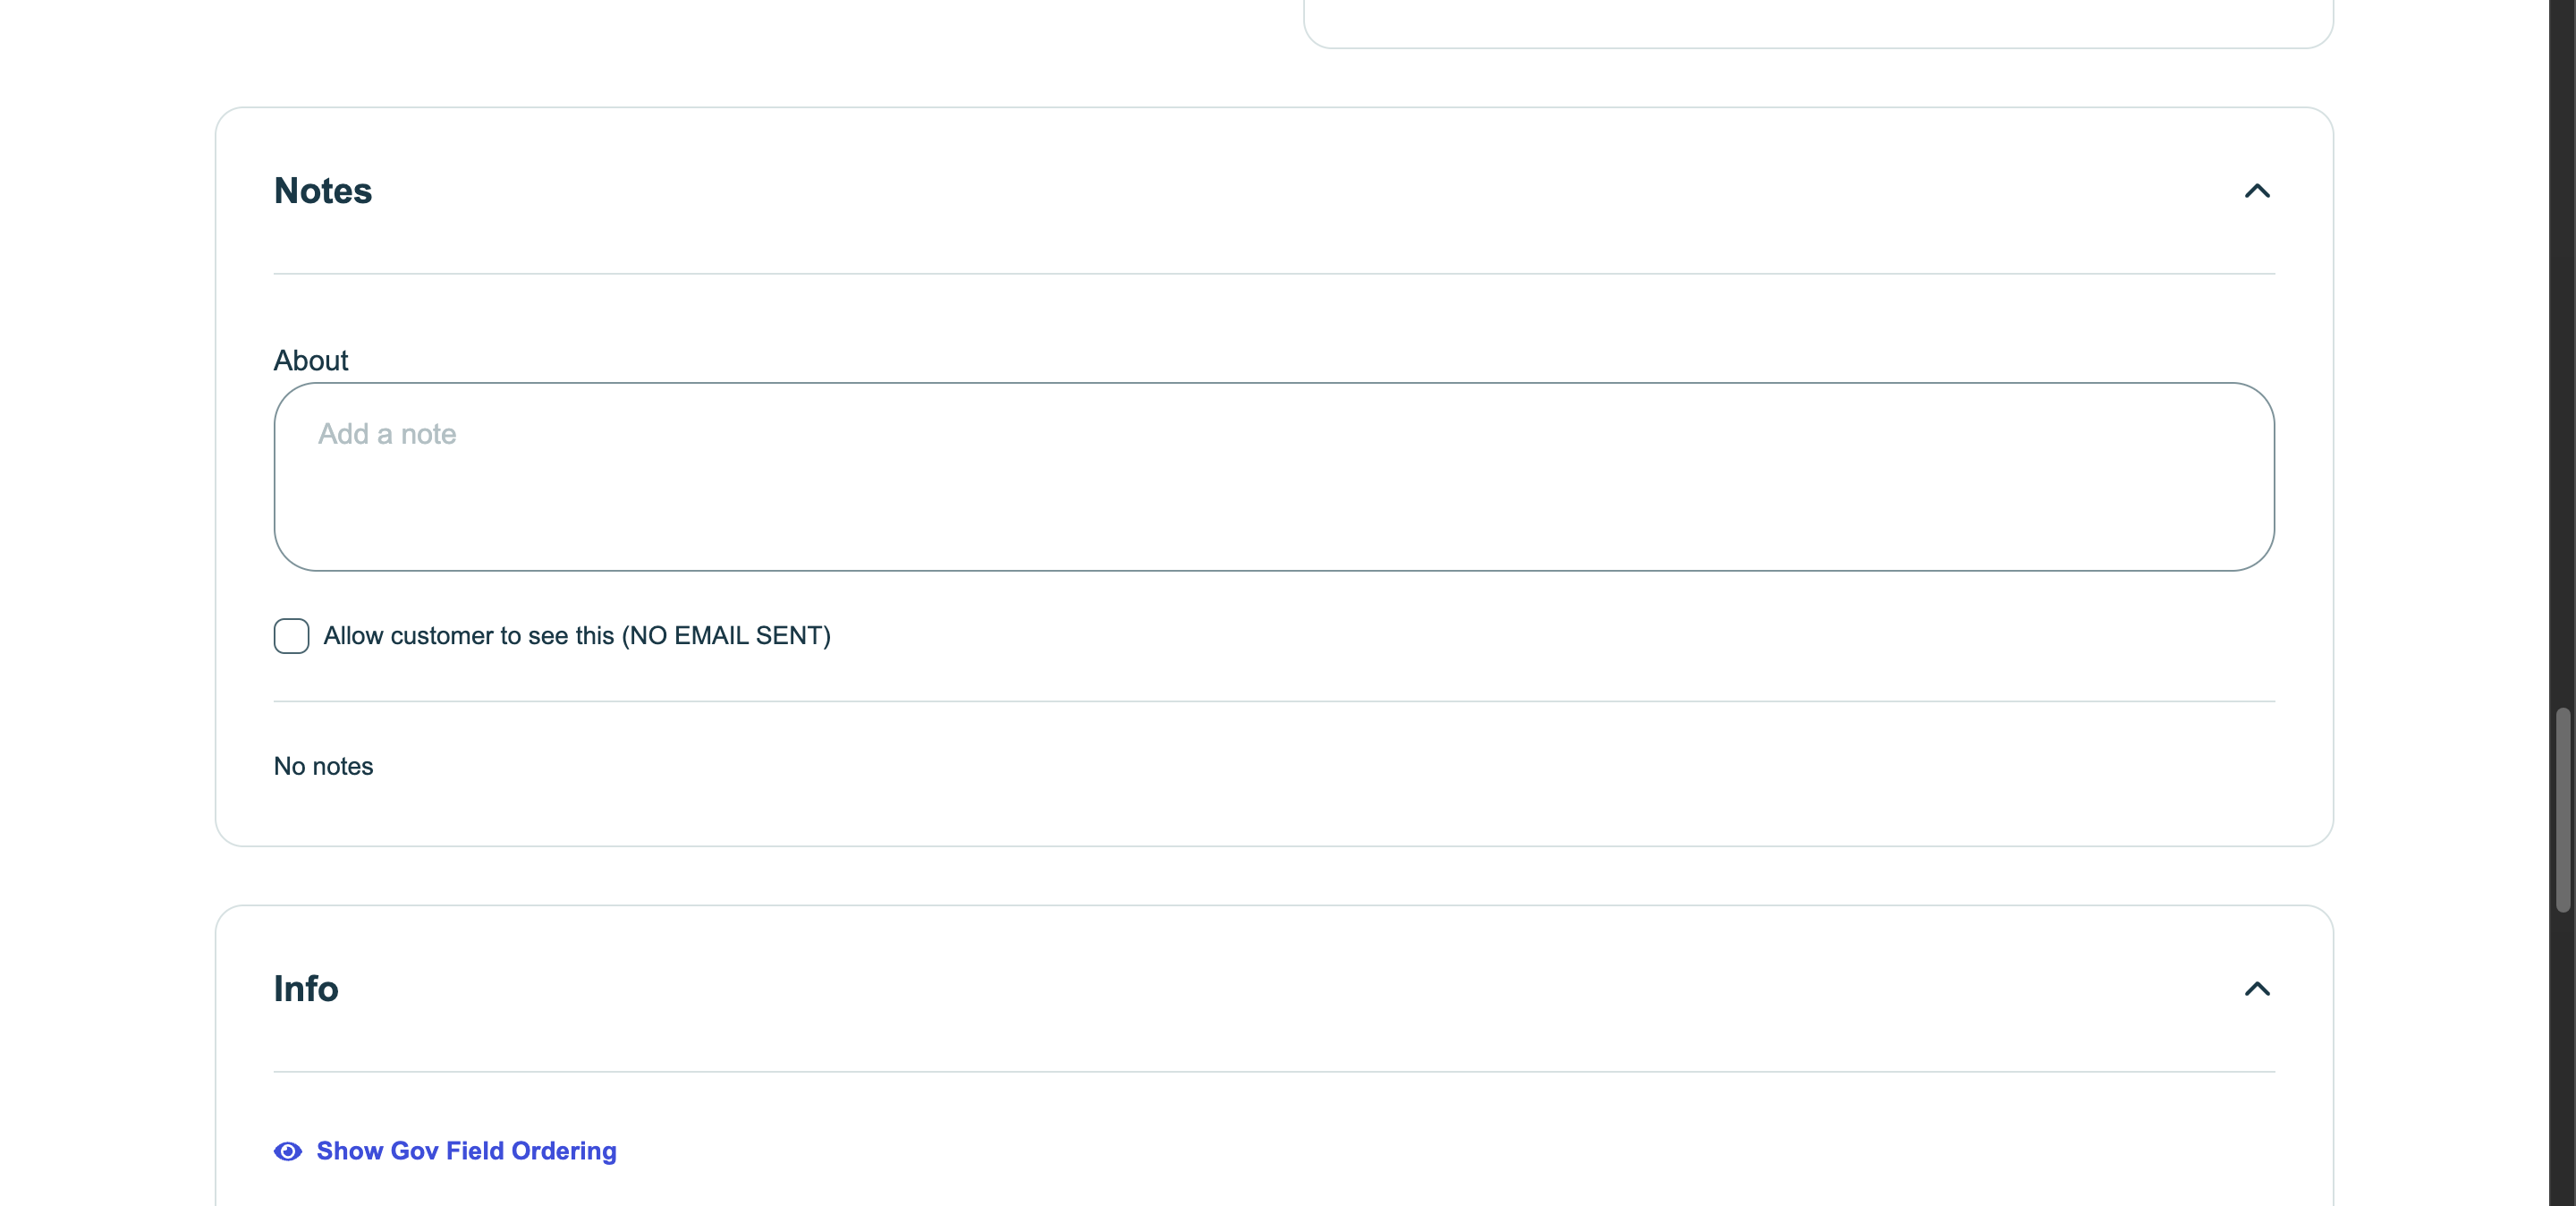 Notes
About
Add a note
Allow customer to see this (NO EMAIL SENT)
No notes
Info
Show Gov Field Ordering